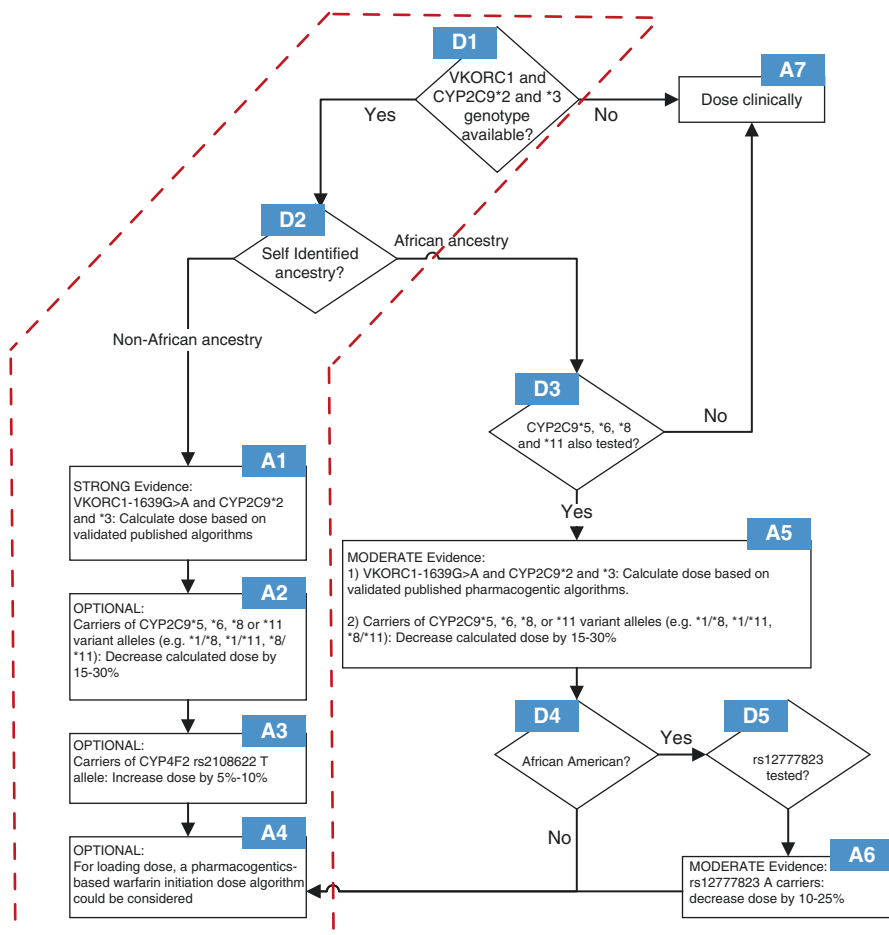 D1
VKORC1 and
CYP2C9*2 and *3
genotype
available?
Yes
No
A7
Dose clinically
D2
Self Identified
ancestry?
African ancestry
Non-African ancestry
D3
CYP2C9*5, *6, *8
and *11 also tested?
No
Yes
A1
STRONG Evidence:
VKORC1-1639G>A and CYP2C9*2
and *3: Calculate dose based on
validated published algorithms
A2
OPTIONAL:
Carriers of CYP2C9*5, *6, *8 or *11
variant alleles (e.g. *1/*8, *1/*11, *8/
*11): Decrease calculated dose by
15-30%
A3
OPTIONAL:
Carriers of CYP4F2 rs2108622 T
allele: Increase dose by 5%-10%
A4
OPTIONAL:
For loading dose, a pharmacogentics-
based warfarin initiation dose algorithm
could be considered
A5
MODERATE Evidence:
1) VKORC1-1639G>A and CYP2C9*2 and *3: Calculate dose based on
validated published pharmacogentic algorithms.
2) Carriers of CYP2C9*5, *6, *8, or *11 variant alleles (e.g. *1/*8, *1/*11,
*8/*11): Decrease calculated dose by 15-30%
D4
African American?
Yes
No
D5
rs12777823
tested?
A6
MODERATE Evidence:
rs12777823 A carriers:
decrease dose by 10-25%